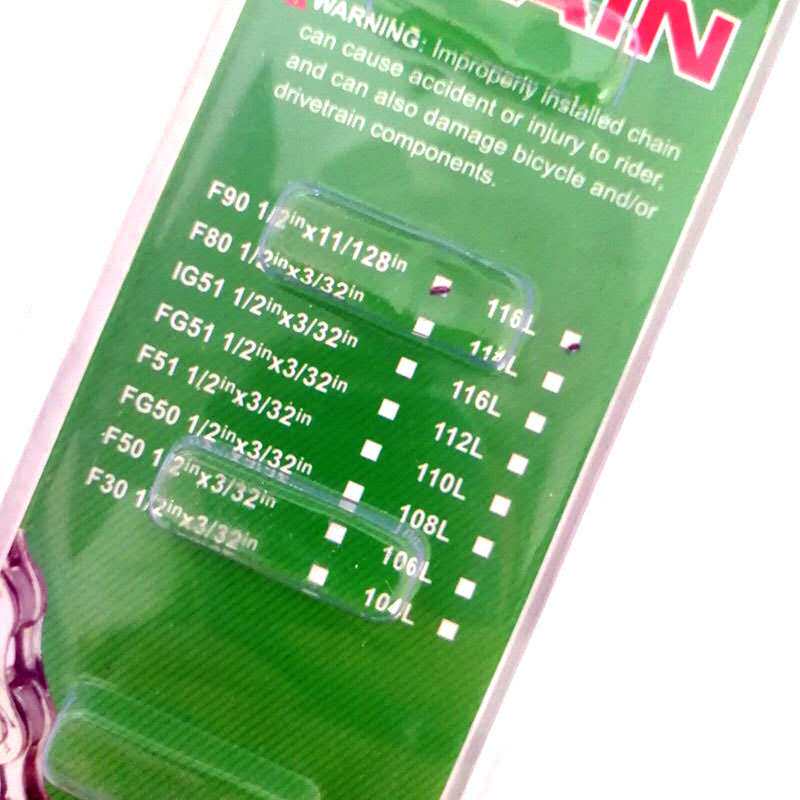 AIN
WARNING: Improperly installed chain
can cause accident or injury to rider,
and can also damage bicycle and/or
drivetrain components.
F90 1/2inx11/128in 116L
F80 1/2inx3/32in
IG51 1/2inx3/32in 116L
FG51 1/2inx3/32in 112L
F51 1/2inx3/32in 110L
FG50 1/2inx3/32in 108L
F50 1/2inx3/32in 106L
F30 1/2inx3/32in 104L